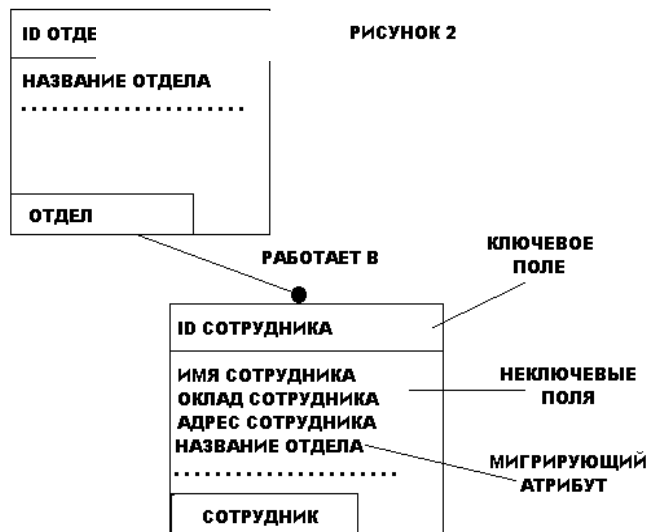 РИСУНОК 2
ID ОТДЕ
НАЗВАНИЕ ОТДЕЛА
ОТДЕЛ
РАБОТАЕТ В
КЛЮЧЕВОЕ
ПОЛЕ
ID СОТРУДНИКА
ИМЯ СОТРУДНИКА
ОКЛАД СОТРУДНИКА
АДРЕС СОТРУДНИКА
НАЗВАНИЕ ОТДЕЛА
НЕКЛЮЧЕВЫЕ
ПОЛЯ
МИГРИРУЮЩИЙ
АТРИБУТ
СОТРУДНИК